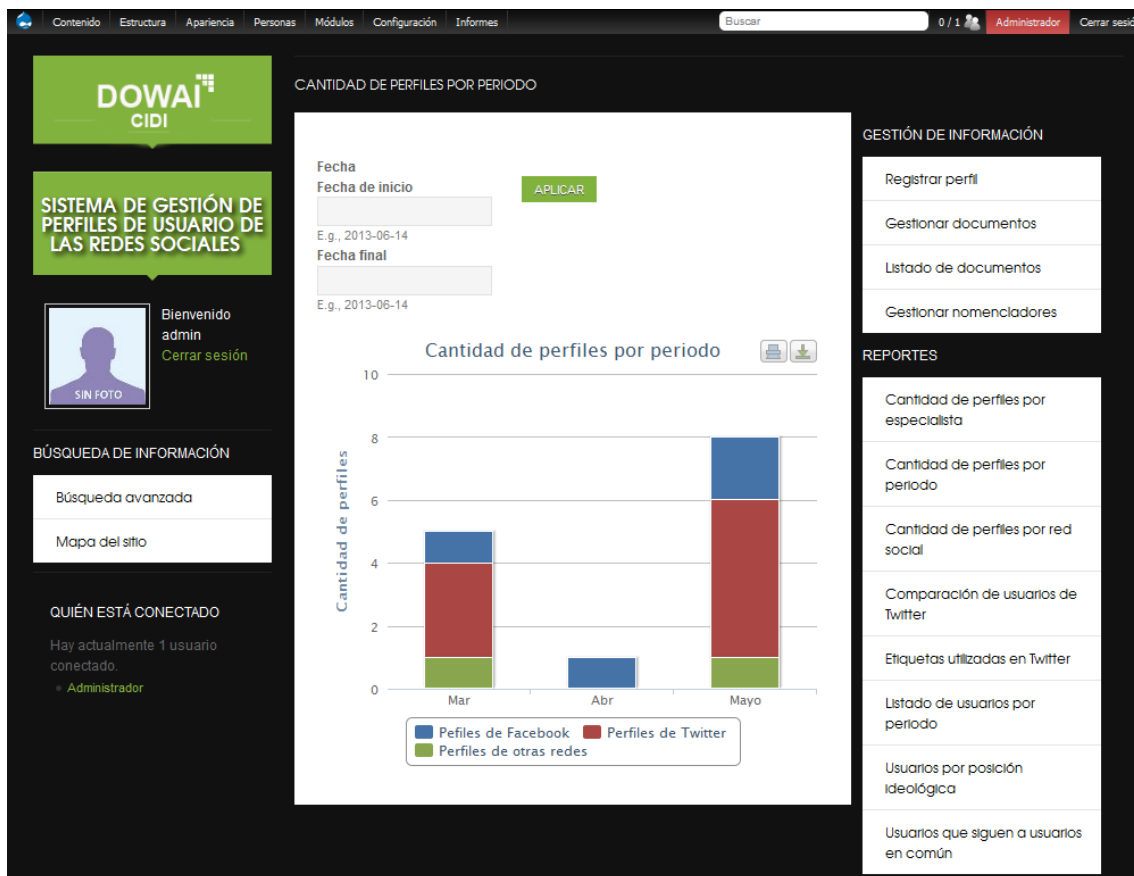 Contenido Estructura Apariencia Personas Módulos Configuración Informes Buscar 0 / 1 Administrador Cerrar sesió
DOWAI
CIDI
SISTEMA DE GESTIÓN DE
PERFILES DE USUARIO DE
LAS REDES SOCIALES
SIN FOTO
Bienvenido
admin
Cerrar sesión
BÚSQUEDA DE INFORMACIÓN
Búsqueda avanzada
Mapa del sitio
QUIÉN ESTÁ CONECTADO
Hay actualmente 1 usuario
conectado.
Administrador
CANTIDAD DE PERFILES POR PERIODO
Fecha
Fecha de inicio
APLICAR
E.g., 2013-06-14
Fecha final
E.g., 2013-06-14
Cantidad de perfiles por periodo
Cantidad de perfiles
10
8
6
4
2
0
Mar Abr Mayo
Pefiles de Facebook Perfiles de Twitter
Perfiles de otras redes
GESTIÓN DE INFORMACIÓN
Registrar perfil
Gestionar documentos
Listado de documentos
Gestionar nomencladores
REPORTES
Cantidad de perfiles por
especialista
Cantidad de perfiles por
periodo
Cantidad de perfiles por red
social
Comparación de usuarios de
Twitter
Etiquetas utilizadas en Twitter
Listado de usuarios por
periodo
Usuarios por posición
ideológica
Usuarios que siguen a usuarios
en común